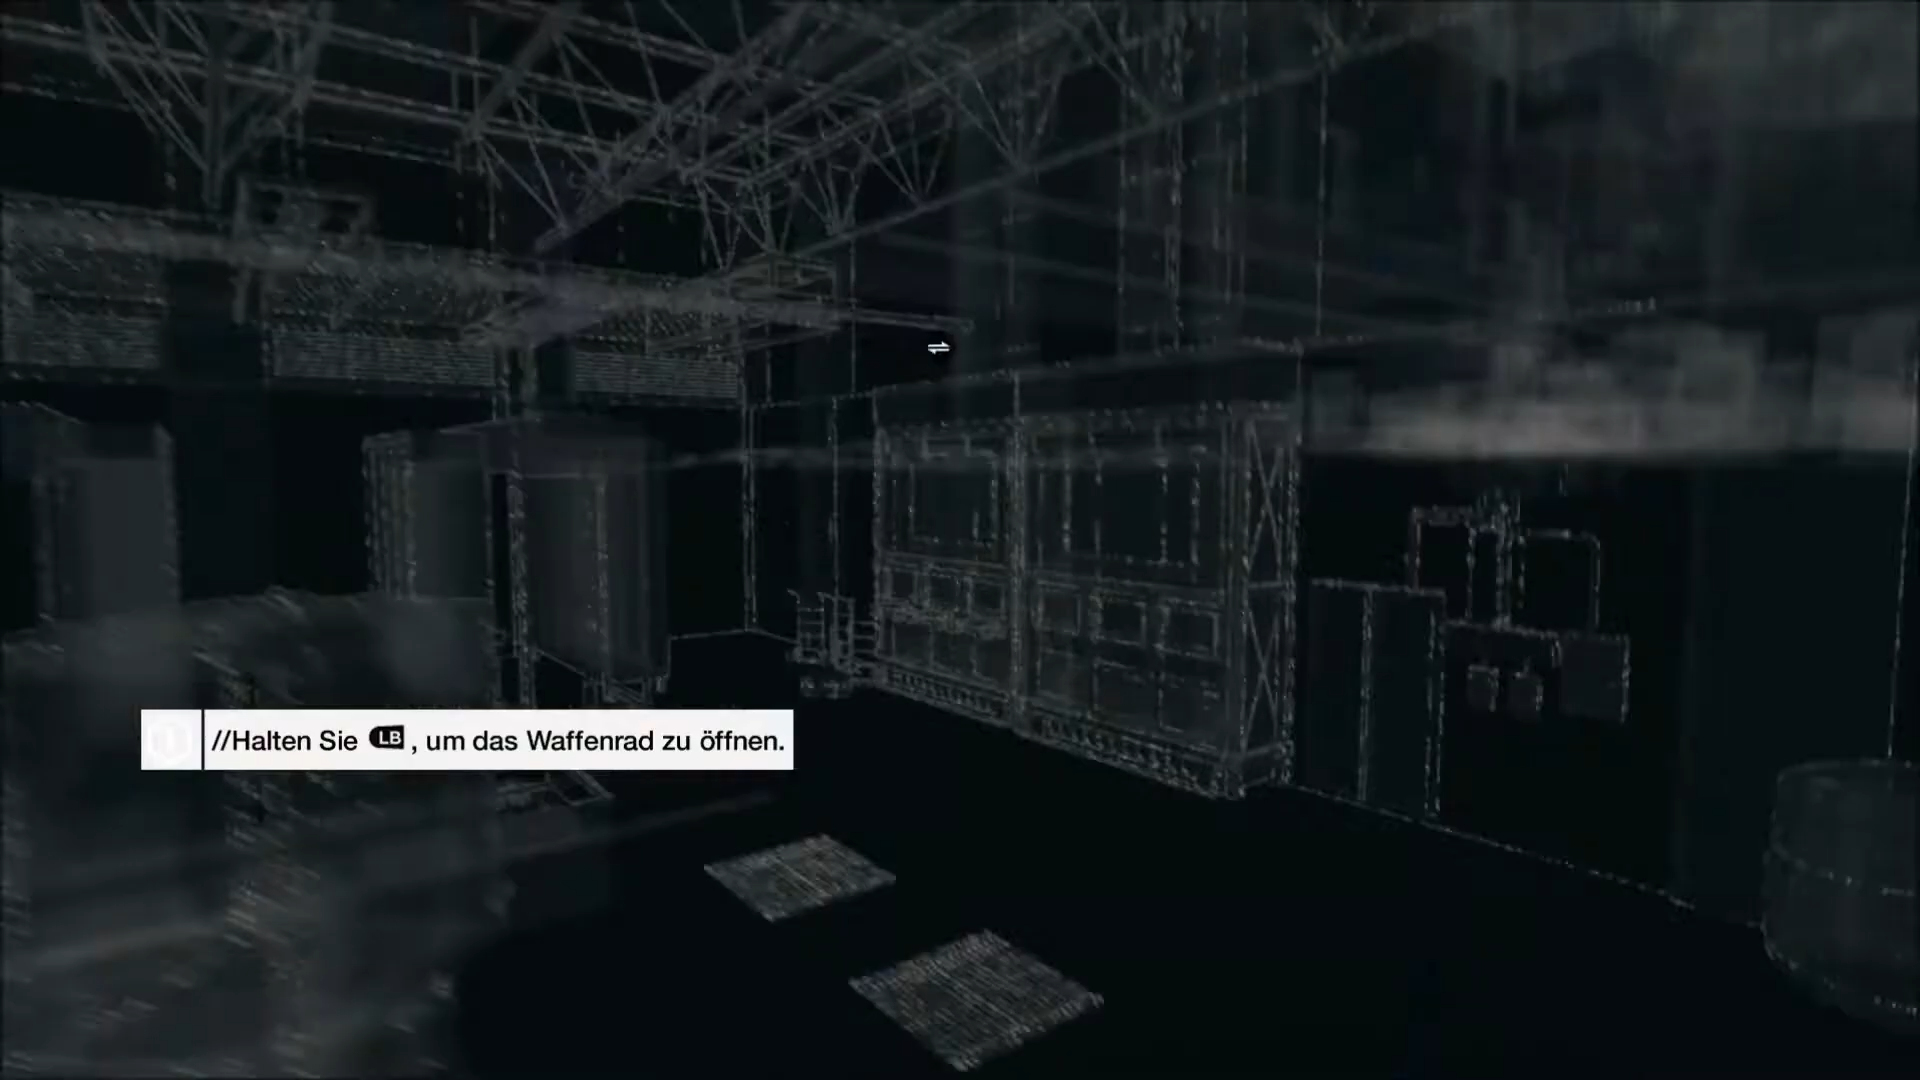 //Halten Sie LB, um das Waffenrad zu öffnen.